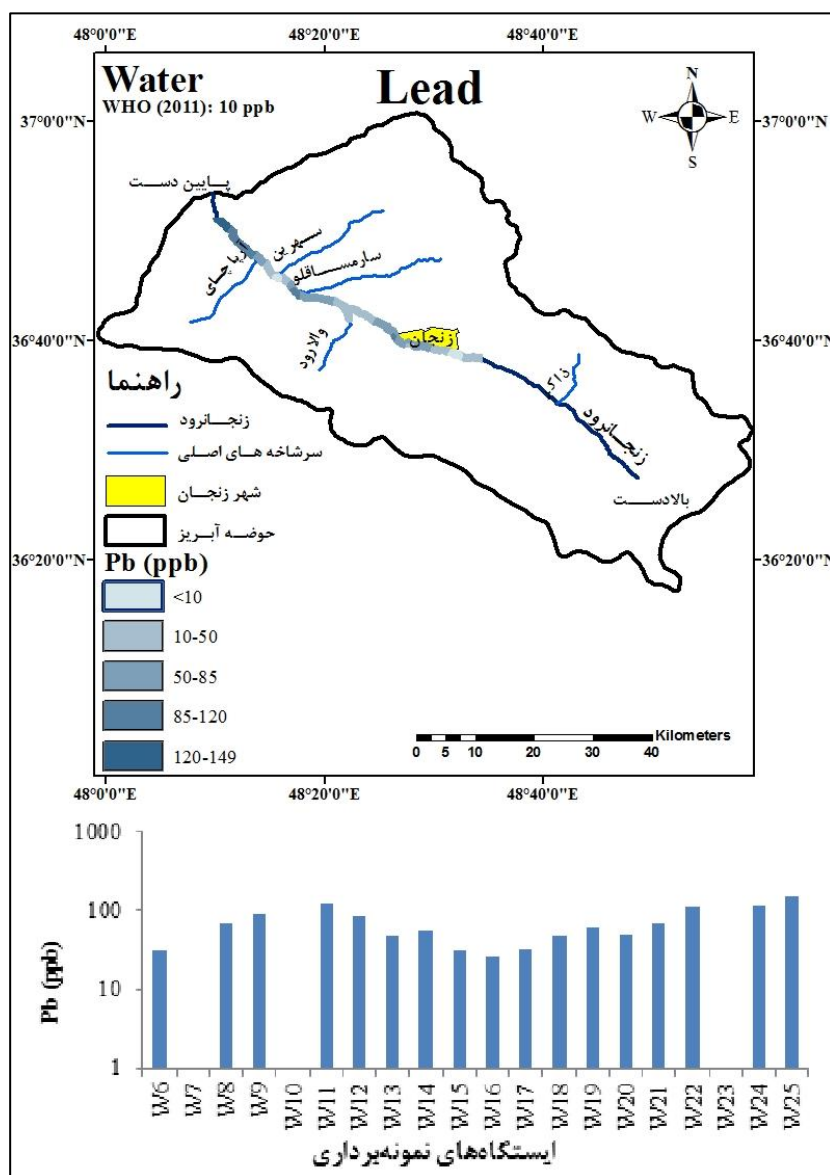 48°0'0"E 48°20'0"E 48°40'0"E
Water
WHO (2011): 10 ppb
Lead
N
W E
S
37°0'0"N 37°0'0"N
پایین دست
سهرین
سارمساقلو
زنجان
والارود
36°40'0"N 36°40'0"N
زنجانرود
بالادست
راهنما
زنجانرود
سرشاخه های اصلی
شهر زنجان
حوضه آبریز
36°20'0"N 36°20'0"N
Pb (ppb)
<10
10-50
50-85
85-120
120-149
Kilometers
0 5 10 20 30 40
48°0'0"E 48°20'0"E 48°40'0"E
1000
100
10
1
Pb (ppb)
W6 W7 W8 W9 W10 W11 W12 W13 W14 W15 W16 W17 W18 W19 W20 W21 W22 W23 W24 W25
ایستگاه‌های نمونه‌برداری